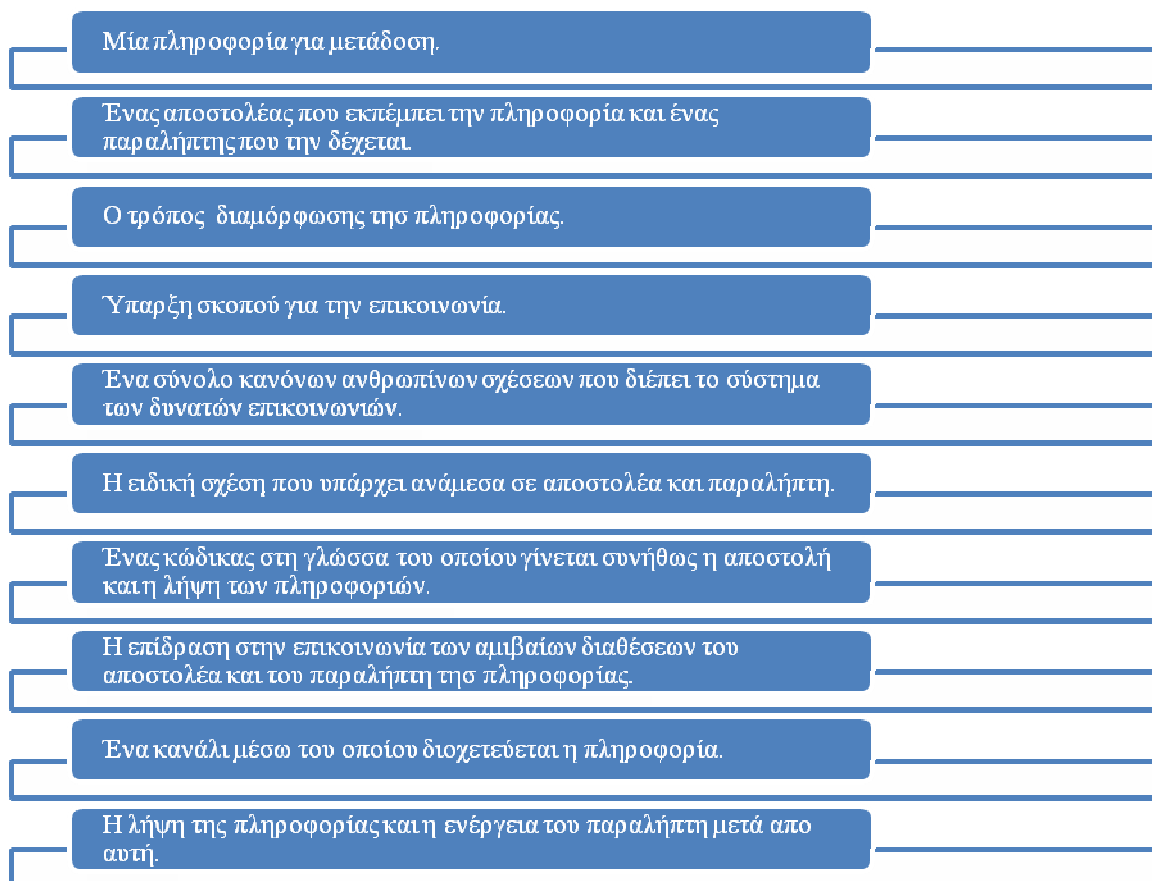 Μία πληροφορία για μετάδοση.
Ένας αποστολέας που εκπέμπει την πληροφορία και ένας
παραλήπτης που την δέχεται.
Ο τρόπος διαμόρφωσης τησ πληροφορίας.
Ύπαρξη σκοπού για την επικοινωνία.
Ένα σύνολο κανόνων ανθρωπίνων σχέσεων που διέπει το σύστημα
των δυνατών επικοινωνιών.
Η ειδική σχέση που υπάρχει ανάμεσα σε αποστολέα και παραλήπτη.
Ένας κώδικας στη γλώσσα του οποίου γίνεται συνήθως η αποστολή
και η λήψη των πληροφοριών.
Η επίδραση στην επικοινωνία των αμιβαίων διαθέσεων του
αποστολέα και του παραλήπτη τησ πληροφορίας.
Ένα κανάλι μέσω του οποίου διοχετεύεται η πληροφορία.
Η λήψη της πληροφορίας και η ενέργεια του παραλήπτη μετά απο
αυτή.